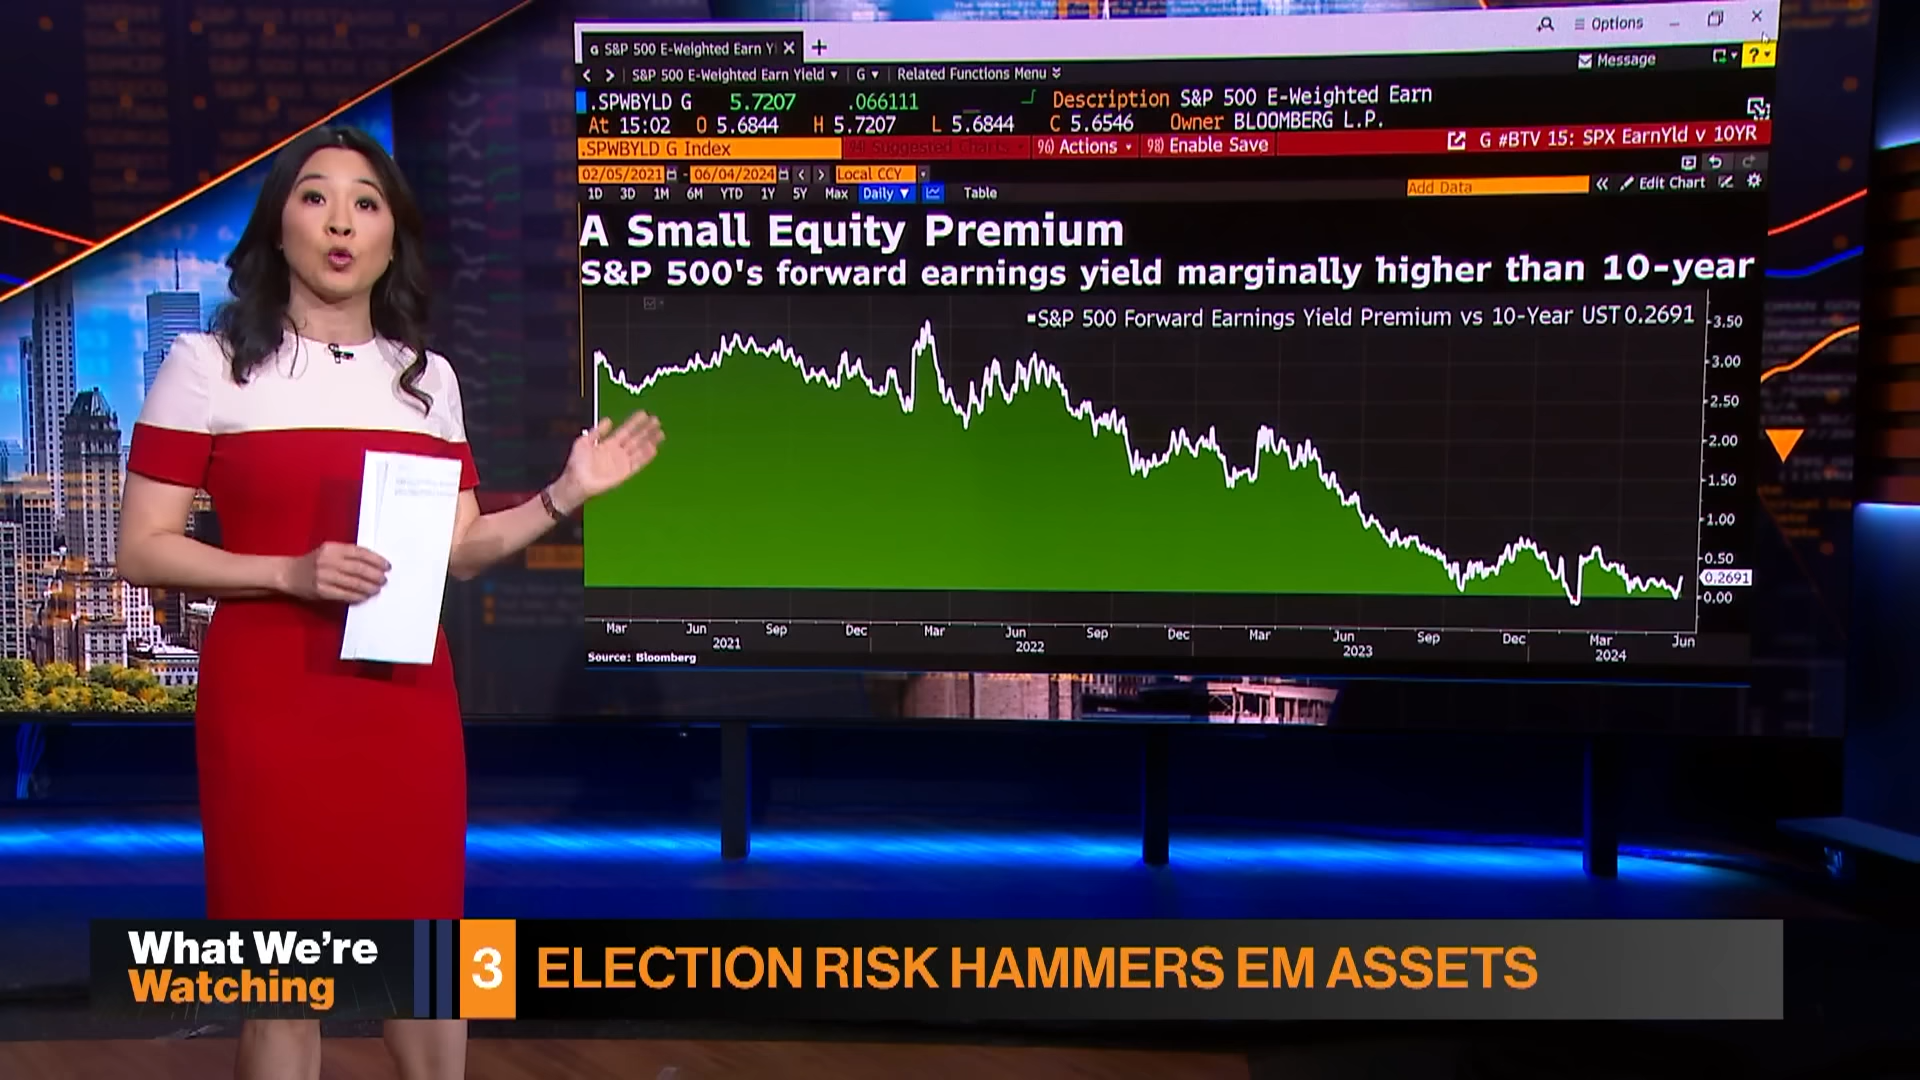 Options
G S&P 500 E-Weighted Earn Y
Message
S&P 500 E-Weighted Earn Yield G Related Functions Menu
.SPWBYLD G 5.7207 .066111 Description S&P 500 E-Weighted Earn
At 15:02 O 5.6844 H 5.7207 L 5.6844 C 5.6546 Owner BLOOMBERG L.P.
.SPWBYLD G Index 94) Suggested Charts 96) Actions 98) Enable Save G #BTV 15: SPX EarnYld v 10YR
02/05/2021 - 06/04/2024 Local CCY
1D 3D 1M 6M YTD 1Y 5Y Max Daily Table Add Data Edit Chart
A Small Equity Premium
S&P 500's forward earnings yield marginally higher than 10-year
S&P 500 Forward Earnings Yield Premium vs 10-Year UST 0.2691
3.50
3.00
2.50
2.00
1.50
1.00
0.50
0.2691
0.00
Mar Jun Sep Dec Mar Jun Sep Dec Mar Jun Sep Dec Mar Jun
2021 2022 2023 2024
Source: Bloomberg
What We're
Watching
3 ELECTION RISK HAMMERS EM ASSETS